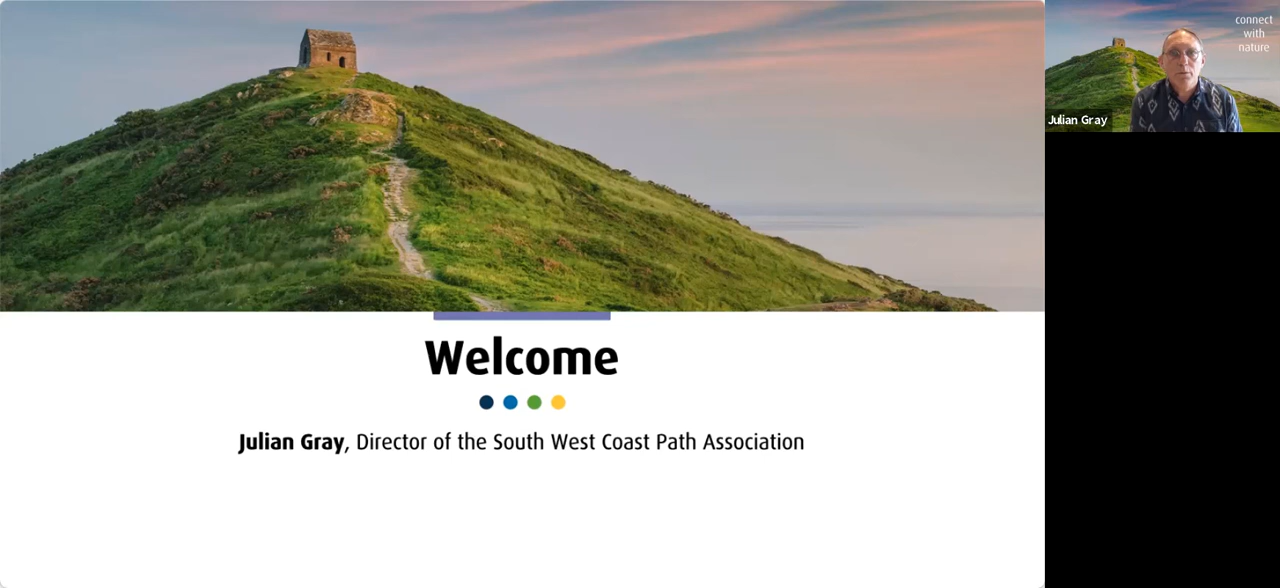 connect
with
nature
Julian Gray
Welcome
Julian Gray, Director of the South West Coast Path Association